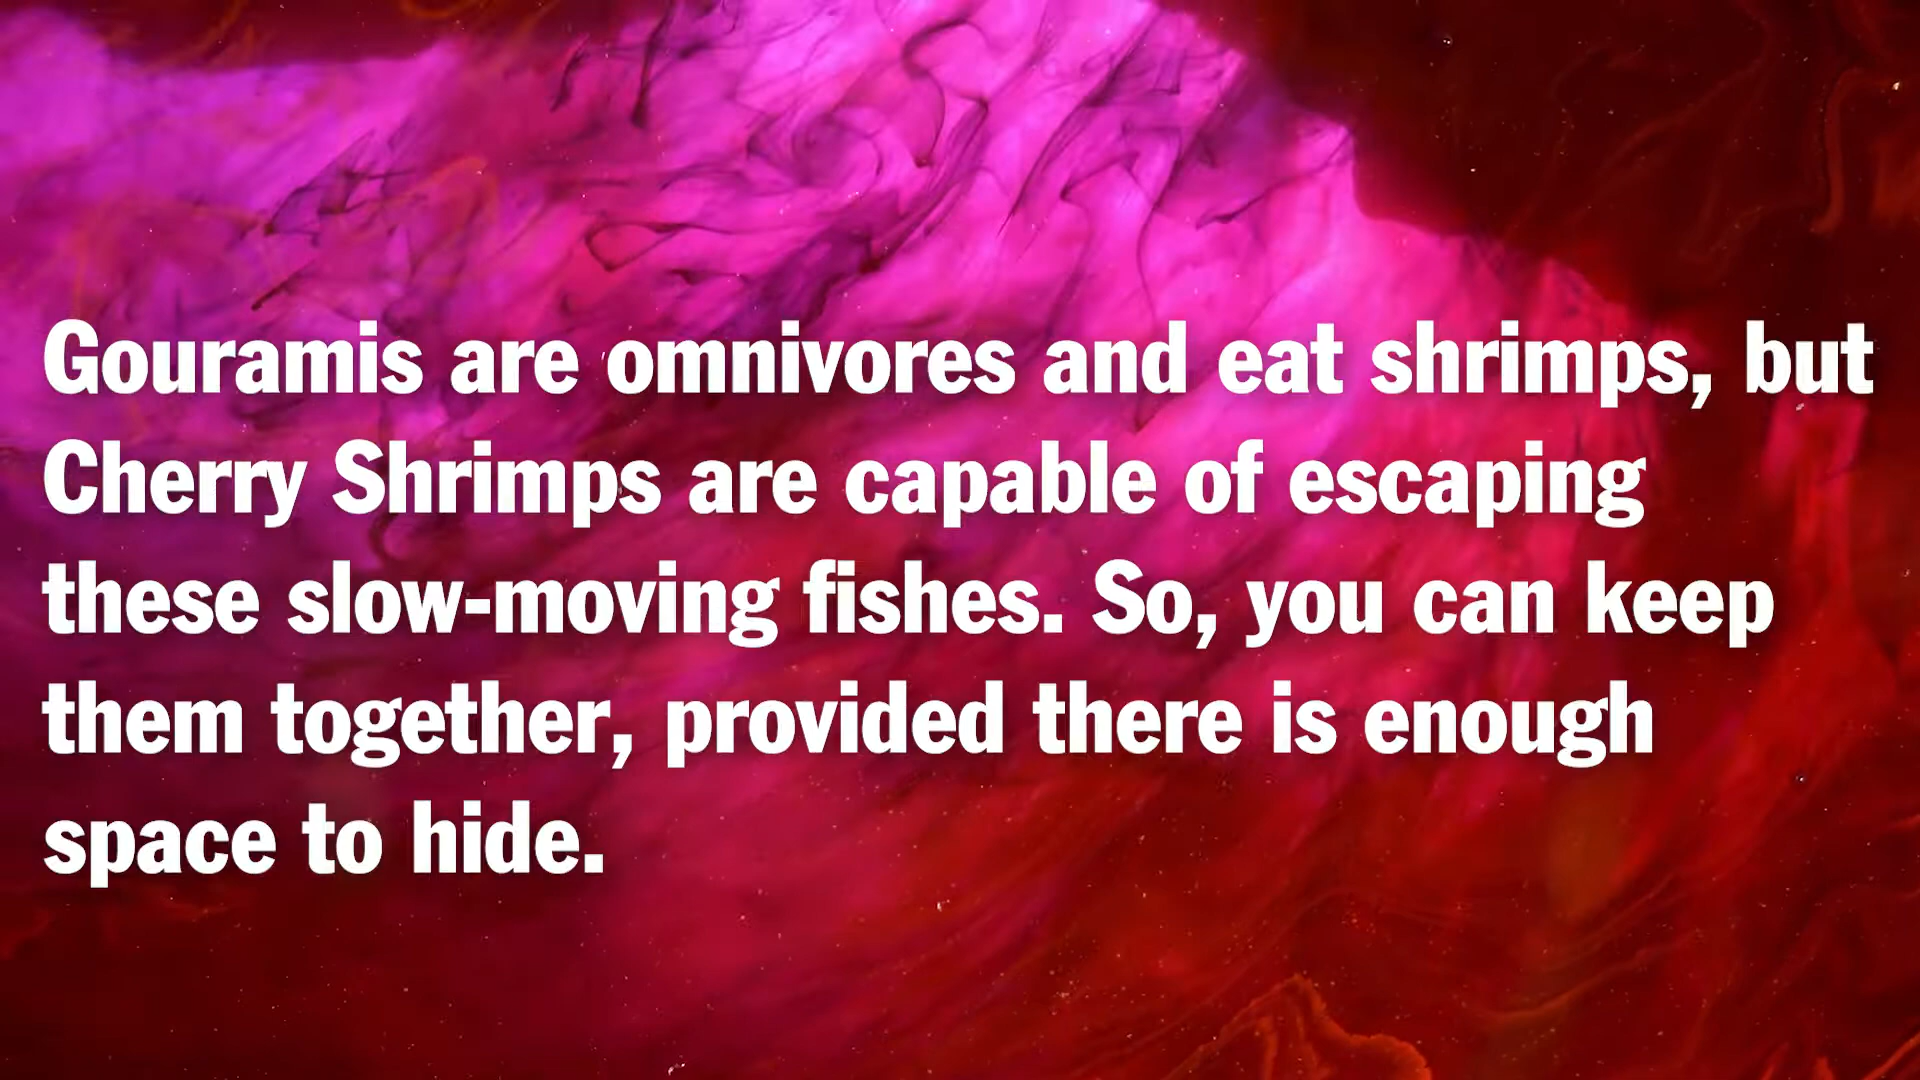 Gouramis are omnivores and eat shrimps, but
Cherry Shrimps are capable of escaping
these slow-moving fishes. So, you can keep
them together, provided there is enough
space to hide.